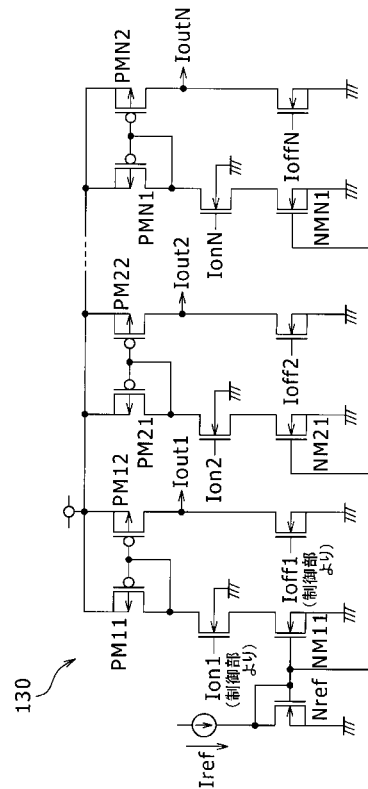 130
Iref
Nref
PM11
PM12
Iout1
Ion1
(制御部
より)
Ioff1
(制御部
より)
NM11
PM21
PM22
Iout2
Ion2
Ioff2
NM21
PMN1
PMN2
IoutN
IonN
IoffN
NMN1